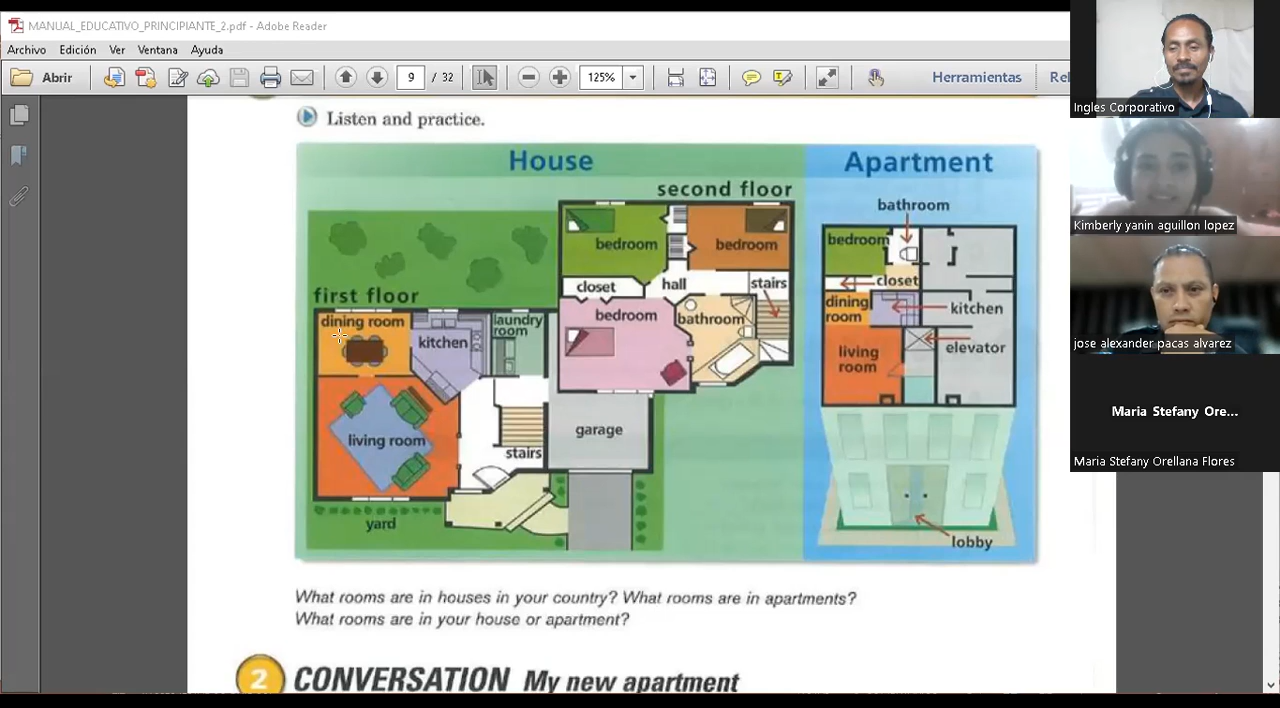 MANUAL_EDUCATIVO_PRINCIPIANTE_2.pdf - Adobe Reader
Archivo Edición Ver Ventana Ayuda
Abrir
9 / 32
125%
Herramientas
Rel
Listen and practice.
House
Apartment
second floor
bathroom
bedroom
bedroom
bedroom
closet
hall
stairs
closet
first floor
bedroom
bathroom
dining room
kitchen
laundry
room
dining
room
kitchen
elevator
living
room
living room
garage
stairs
yard
lobby
What rooms are in houses in your country? What rooms are in apartments?
What rooms are in your house or apartment?
2 CONVERSATION My new apartment
Ingles Corporativo
Kimberly yanin aguillon lopez
jose alexander pacas alvarez
Maria Stefany Ore...
Maria Stefany Orellana Flores